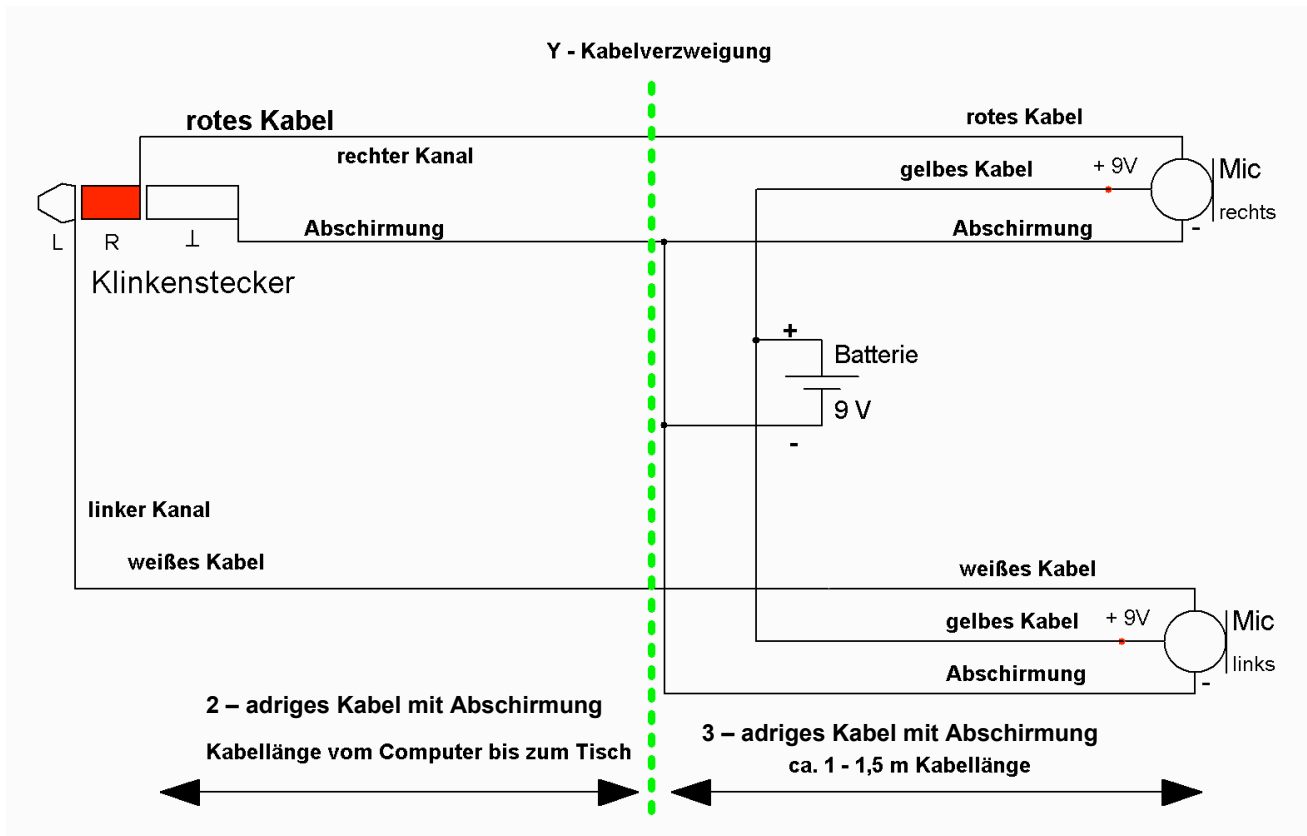 Y - Kabelverzweigung
rotes Kabel
rotes Kabel
rechter Kanal
gelbes Kabel
+ 9V
Mic
rechts
L
R
⊥
Abschirmung
Abschirmung
-
Klinkenstecker
+
Batterie
9 V
-
linker Kanal
weißes Kabel
weißes Kabel
gelbes Kabel
+ 9V
Mic
links
Abschirmung
-
2 – adriges Kabel mit Abschirmung
Kabellänge vom Computer bis zum Tisch
3 – adriges Kabel mit Abschirmung
ca. 1 - 1,5 m Kabellänge